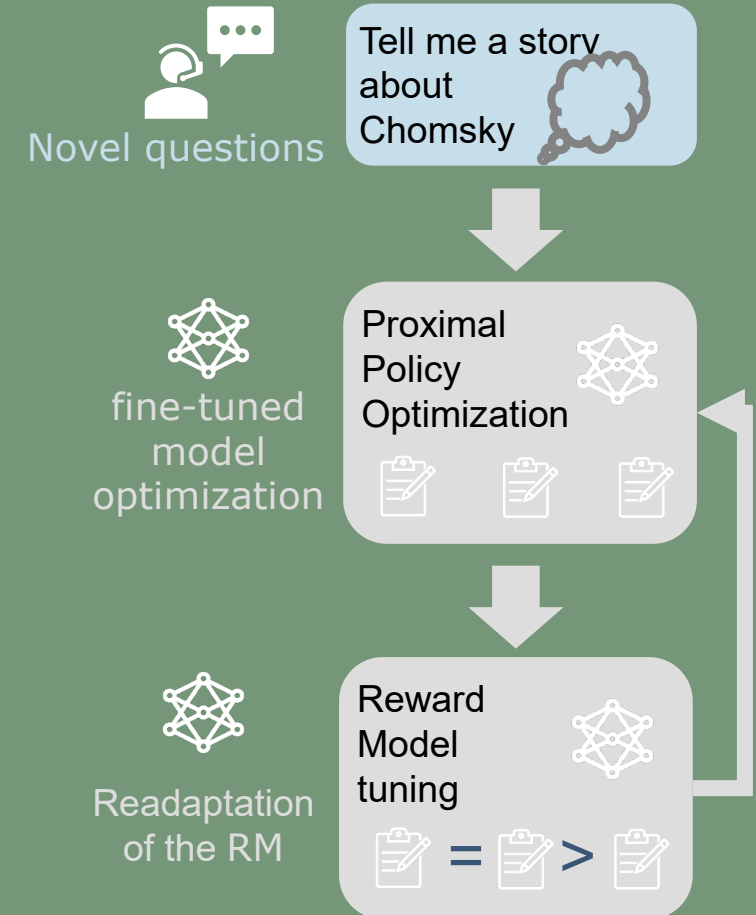 Tell me a story
about
Chomsky
Novel questions
Proximal
Policy
Optimization
fine-tuned
model
optimization
Reward
Model
tuning
Readaptation
of the RM
= >